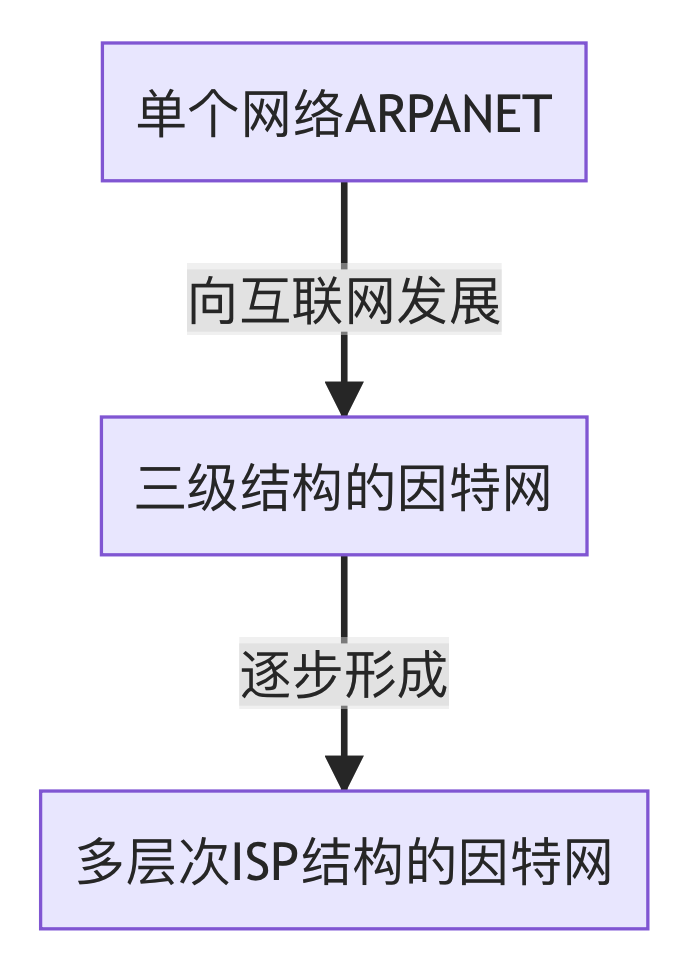 单个网络ARPANET
向互联网发展
三级结构的因特网
逐步形成
多层次ISP结构的因特网